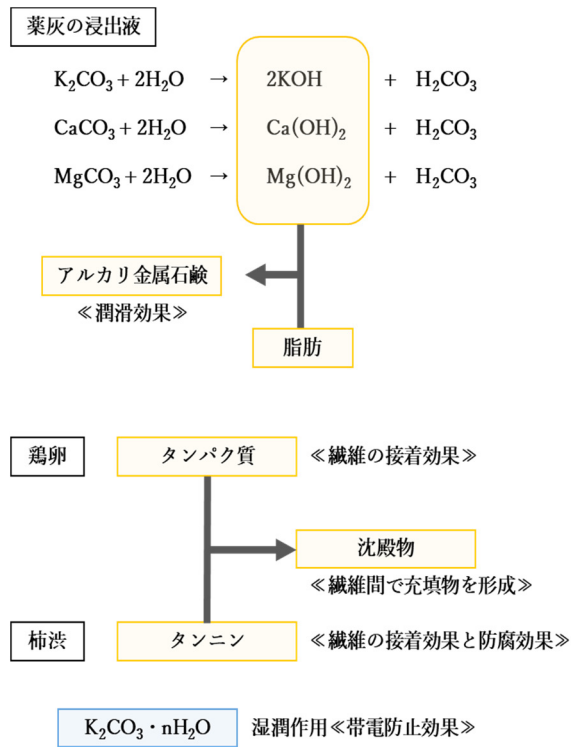 薬灰の浸出液
K₂CO₃＋2H₂O → 2KOH ＋ H₂CO₃
CaCO₃＋2H₂O → Ca(OH)₂ ＋ H₂CO₃
MgCO₃＋2H₂O → Mg(OH)₂ ＋ H₂CO₃
アルカリ金属石鹸
≪潤滑効果≫
脂肪
鶏卵 タンパク質 ≪繊維の接着効果≫
沈殿物
≪繊維間で充填物を形成≫
柿渋 タンニン ≪繊維の接着効果と防腐効果≫
K₂CO₃・nH₂O 湿潤作用≪帯電防止効果≫